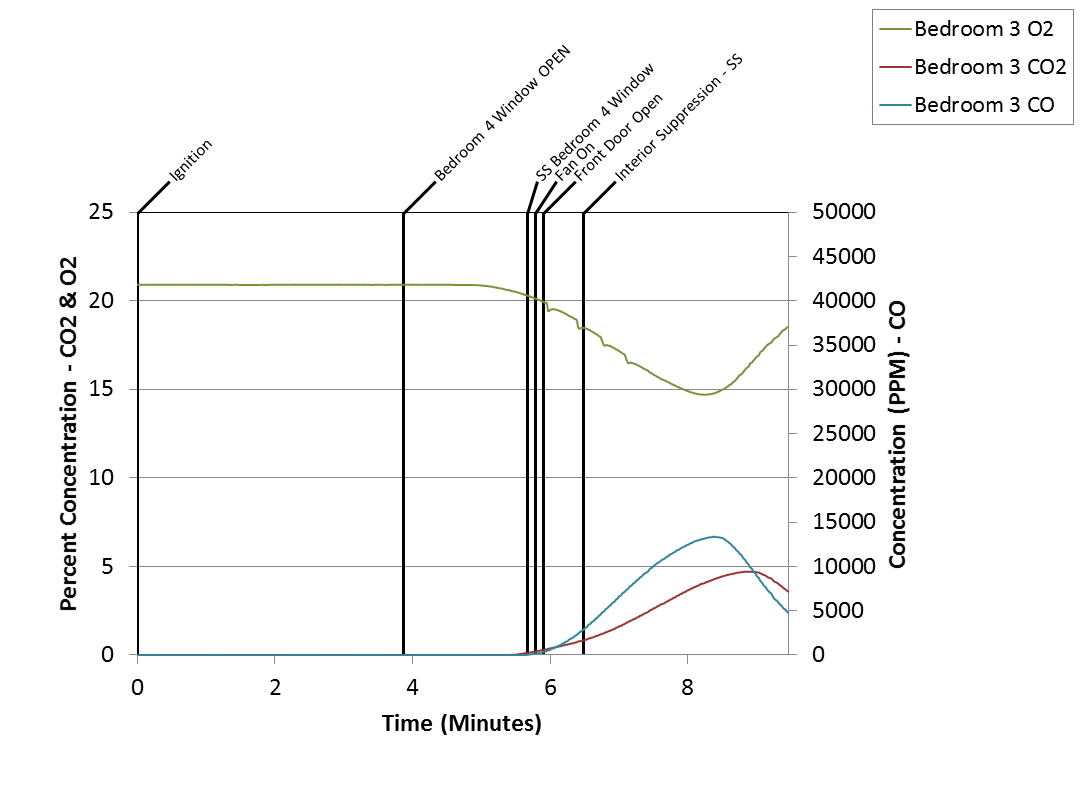 Bedroom 3 O2
Bedroom 3 CO2
Bedroom 3 CO
Ignition
Bedroom 4 Window OPEN
SS Bedroom 4 Window
Fan On
Front Door Open
Interior Suppression - SS
Percent Concentration - CO2 & O2
25
20
15
10
5
0
50000
45000
40000
35000
30000
25000
20000
15000
10000
5000
0
Concentration (PPM) - CO
0
2
4
6
8
Time (Minutes)